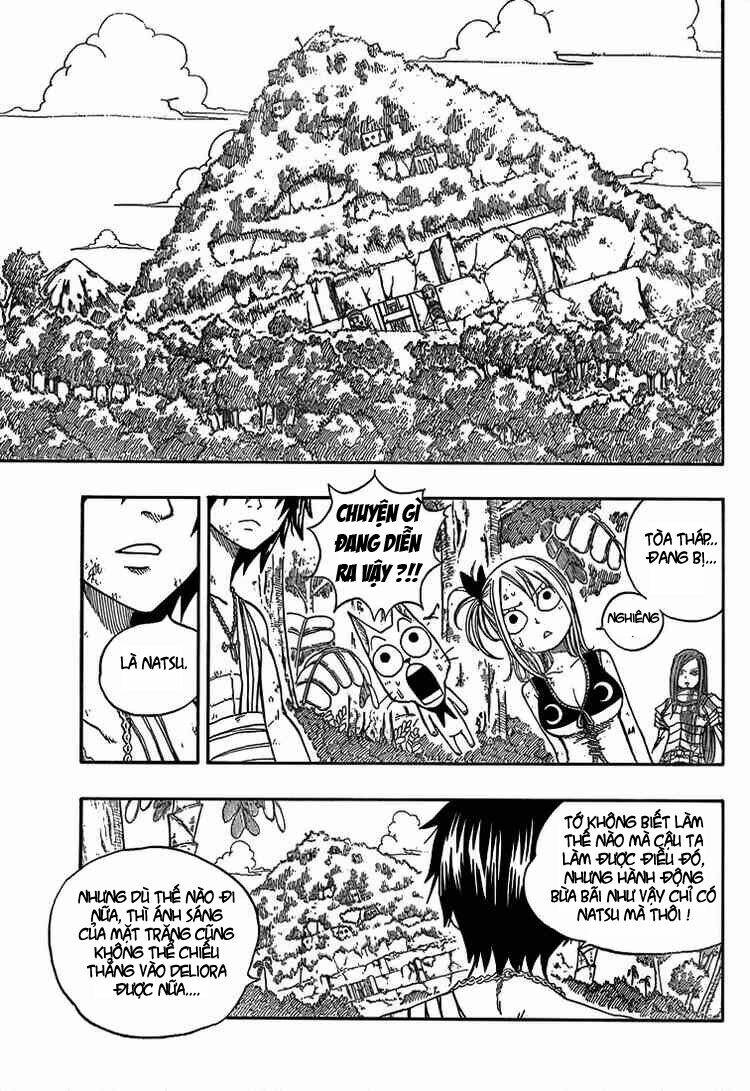 TÒA THÁP...
ĐANG BỊ...
NGHIÊNG
CHUYỆN GÌ
ĐANG DIỄN
RA VẬY ?!!
LÀ NATSU.
TỚ KHÔNG BIẾT LÀM
THẾ NÀO MÀ CẬU TA
LÀM ĐƯỢC ĐIỀU ĐÓ,
NHƯNG HÀNH ĐỘNG
BỪA BÃI NHƯ VẬY CHỈ CÓ
NATSU MÀ THÔI !
NHƯNG DÙ THẾ NÀO ĐI
NỮA, THÌ ÁNH SÁNG
CỦA MẶT TRĂNG CŨNG
KHÔNG THỂ CHIẾU
THẲNG VÀO DELIORA
ĐƯỢC NỮA....